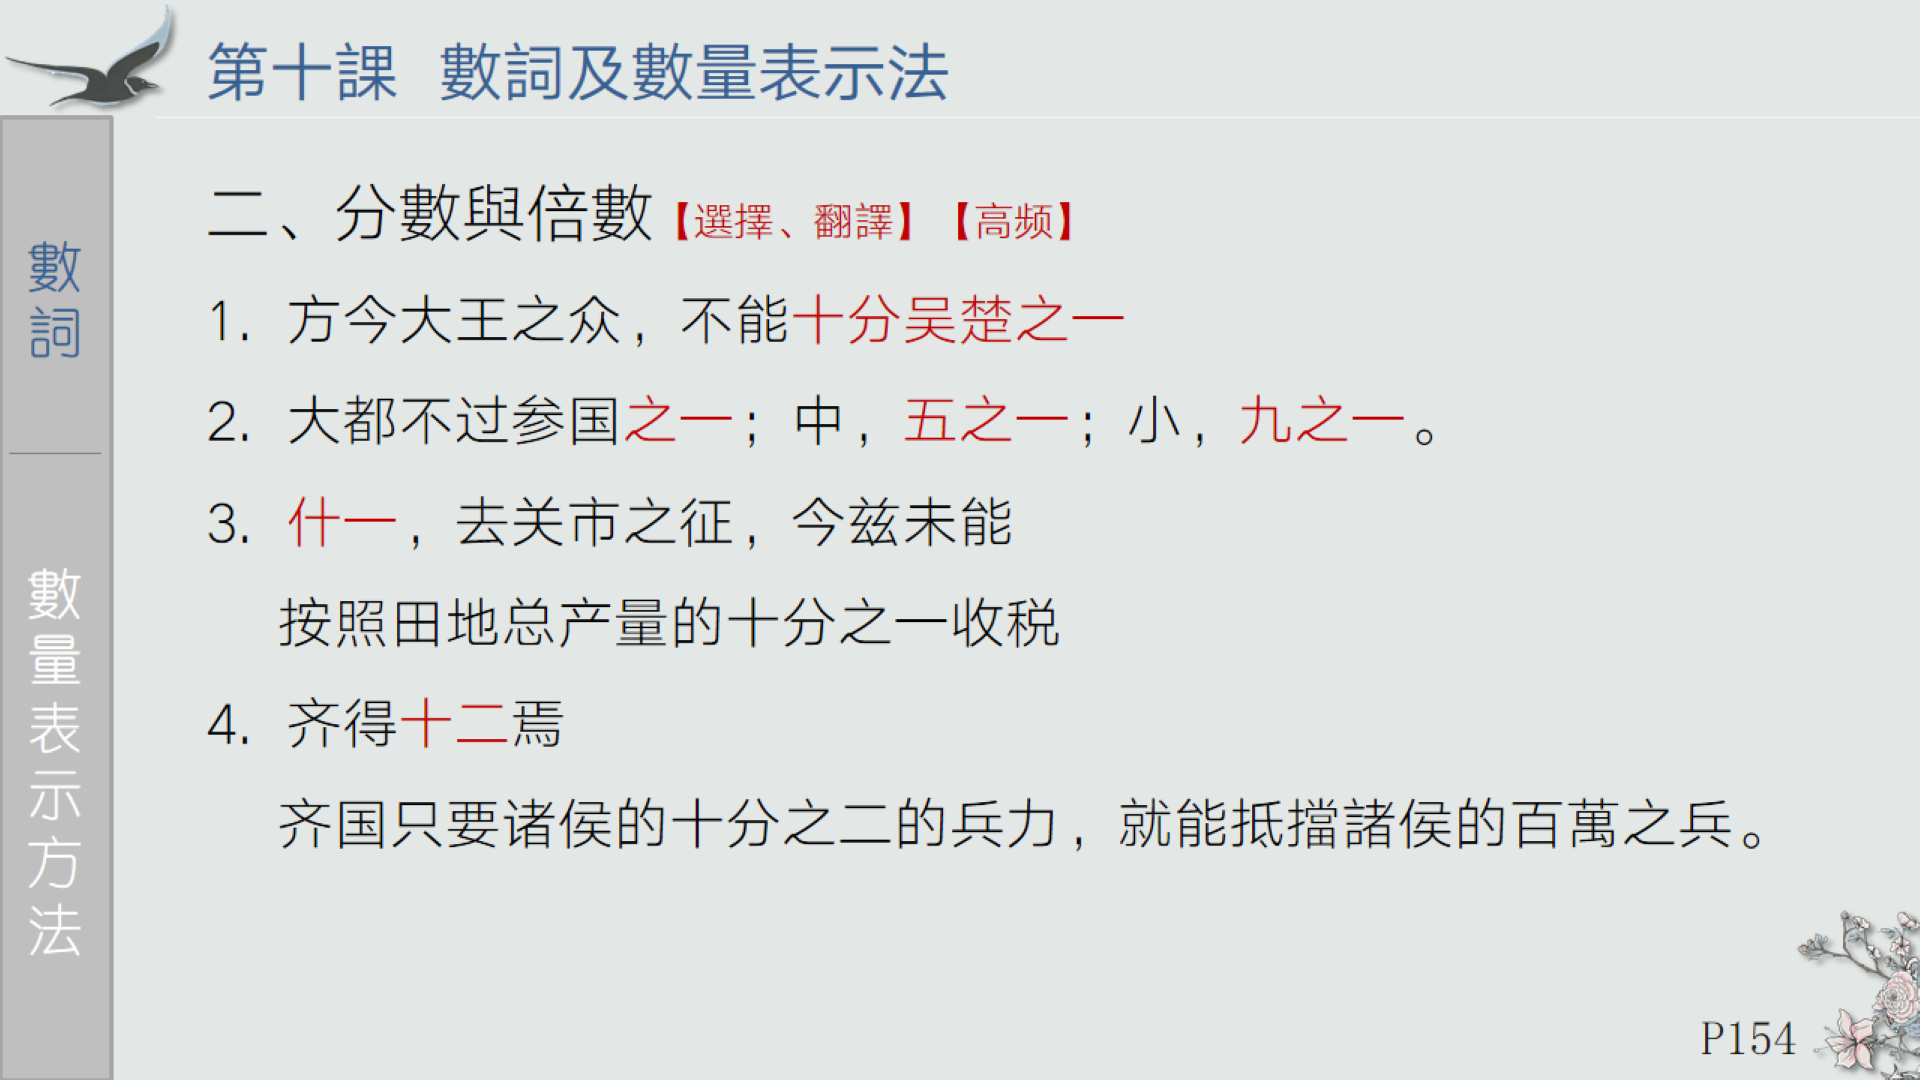 第十課 數詞及數量表示法
數詞
數量表示方法
二、分數與倍數【選擇、翻譯】【高频】
1. 方今大王之众，不能十分吴楚之一
2. 大都不过参国之一；中，五之一；小，九之一。
3. 什一，去关市之征，今兹未能
按照田地总产量的十分之一收税
4. 齐得十二焉
齐国只要诸侯的十分之二的兵力，就能抵擋諸侯的百萬之兵。
P154